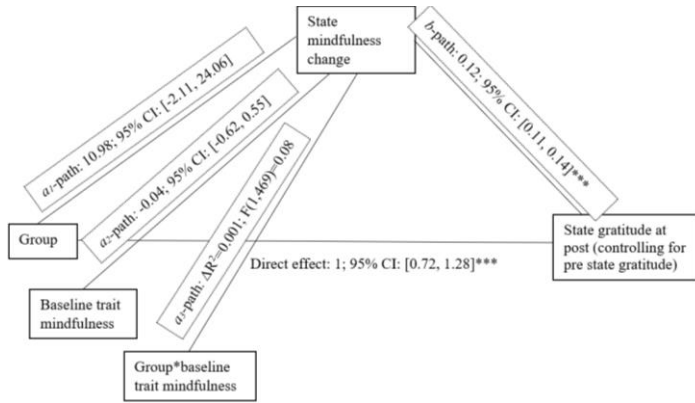 State
mindfulness
change
a1-path: 10.98; 95% CI: [-2.11, 24.06]
a2-path: -0.04; 95% CI: [-0.62, 0.55]
a3-path: ΔR²=0.001; F(1,469)=0.08
b-path: 0.12; 95% CI: [0.11, 0.14]***
Group
Direct effect: 1; 95% CI: [0.72, 1.28]***
State gratitude at
post (controlling for
pre state gratitude)
Baseline trait
mindfulness
Group*baseline
trait mindfulness